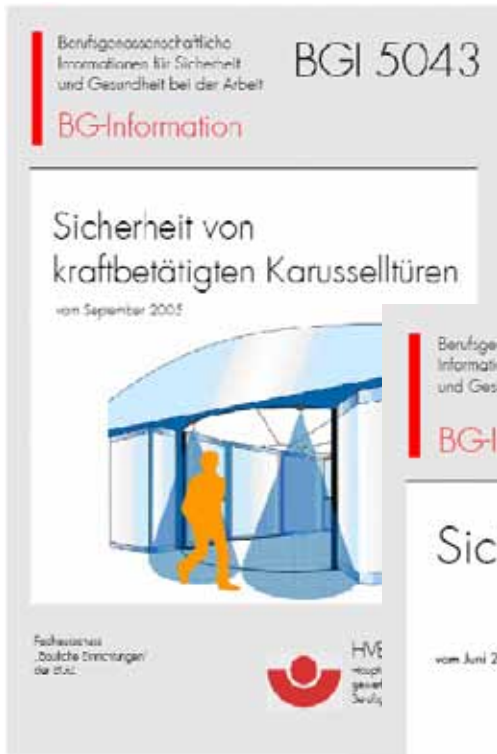 Berufsgenossenschaftliche
Informationen für Sicherheit
und Gesundheit bei der Arbeit
BGI 5043
BG-Information
Sicherheit von
kraftbetätigten Karusselltüren
vom September 2005
Fachausschuss
„Bauliche Einrichtungen“
der BGZ
HVB
Berufsge
Informati
und Ges
BG-I
Sic
vom Juni 2